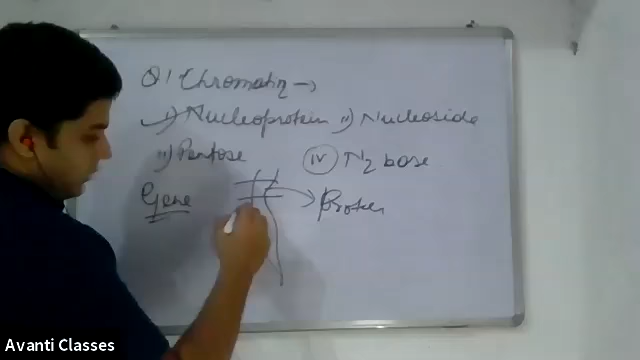 Q1 Chromatin →
i) Nucleoprotein ii) Nucleoside
iii) Pentose iv) N2 base
Gene → Protein
Avanti Classes